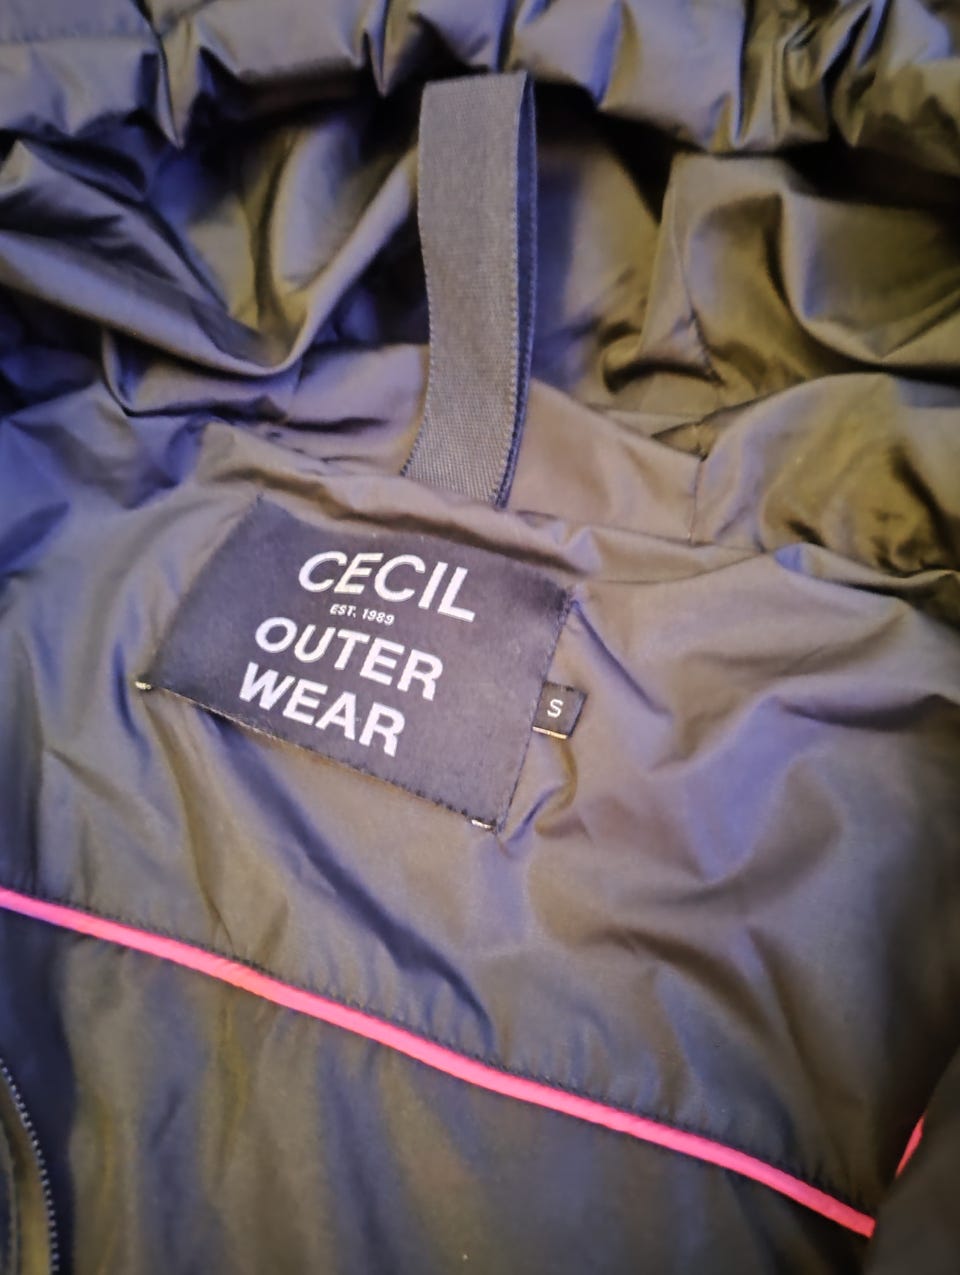 CECIL
EST. 1989
OUTER
WEAR
S